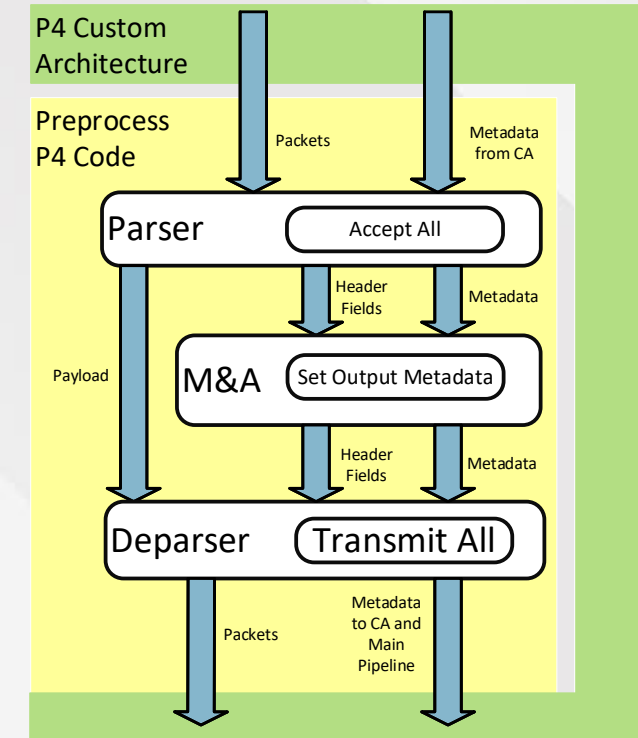 P4 Custom
Architecture
Preprocess
P4 Code
Packets
Metadada
from CA
Parser
Accept All
Header
Fields
Metadata
Payload
M&A
Set Output Metadata
Header
Fields
Metadata
Deparser
Transmit All
Packets
Metadata
to CA and
Main
Pipeline